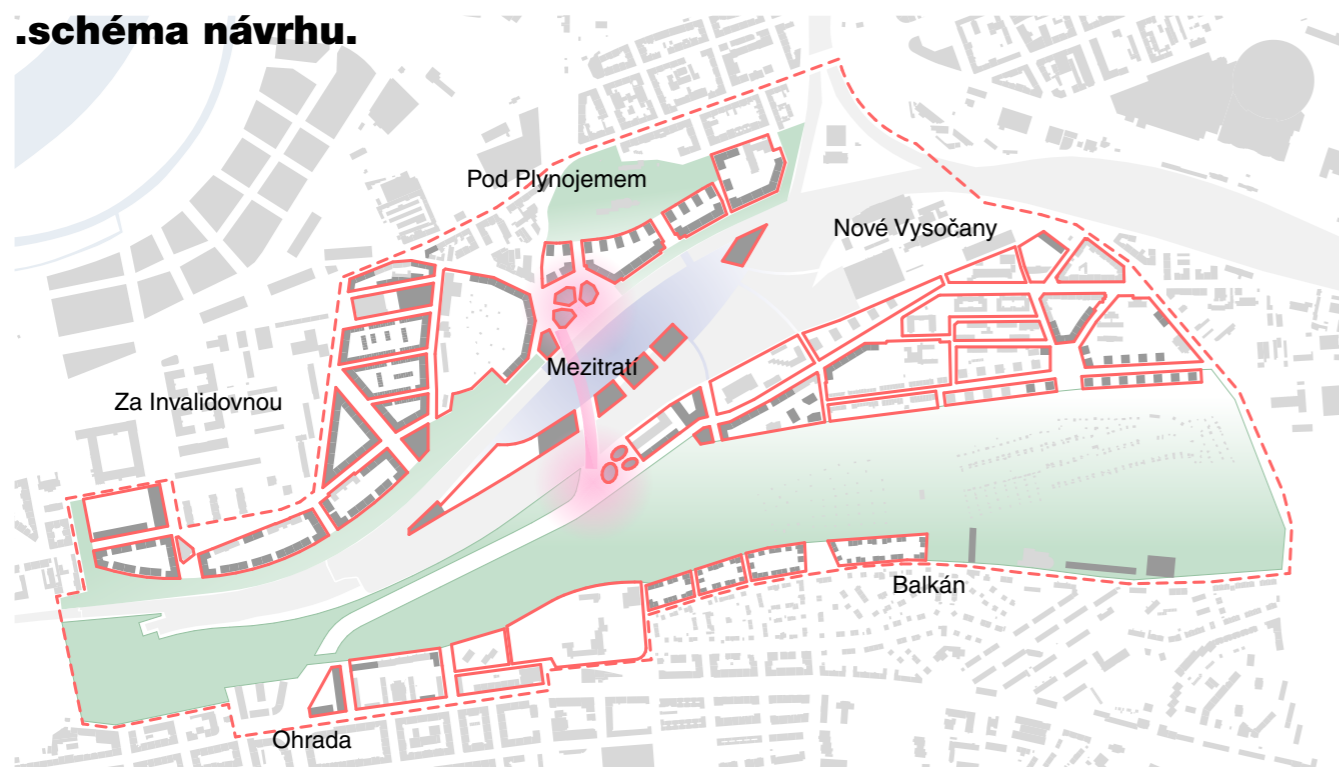 .schéma návrhu.
Pod Plynojemem
Nové Vysočany
Mezitratí
Za Invalidovnou
Balkán
Ohrada